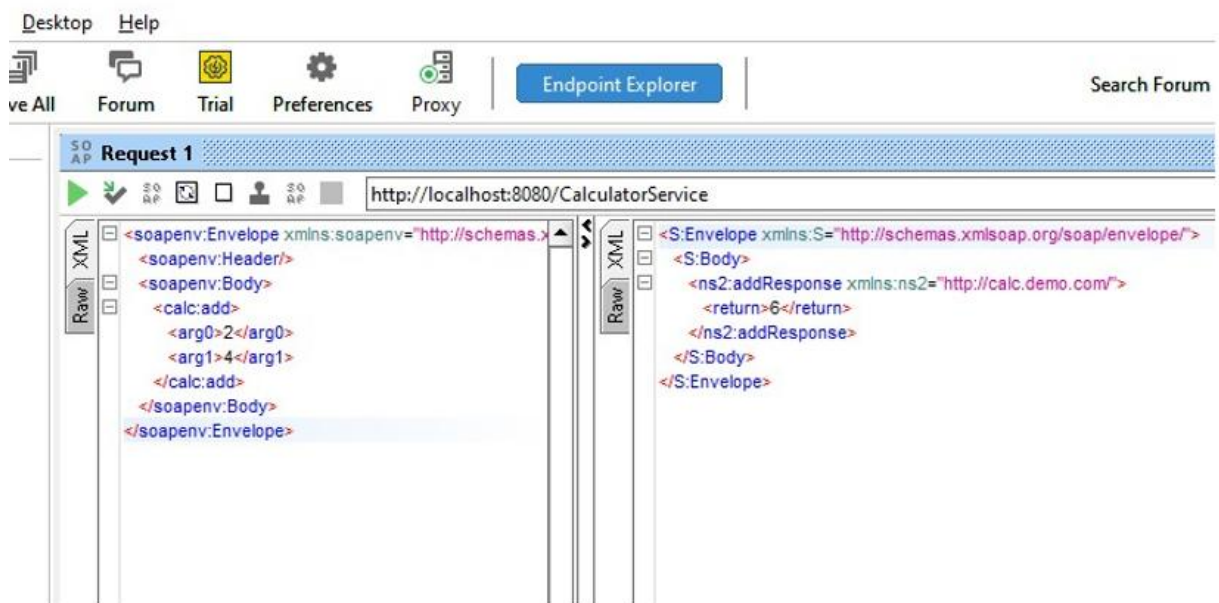 Desktop Help
ve All Forum Trial Preferences Proxy Endpoint Explorer Search Forum
SOAP Request 1
SOAP SOAP http://localhost:8080/CalculatorService
XML
Raw
<soapenv:Envelope xmlns:soapenv="http://schemas.x
<soapenv:Header/>
<soapenv:Body>
<calc:add>
<arg0>2</arg0>
<arg1>4</arg1>
</calc:add>
</soapenv:Body>
</soapenv:Envelope>
XML
Raw
<S:Envelope xmlns:S="http://schemas.xmlsoap.org/soap/envelope/">
<S:Body>
<ns2:addResponse xmlns:ns2="http://calc.demo.com/">
<return>6</return>
</ns2:addResponse>
</S:Body>
</S:Envelope>